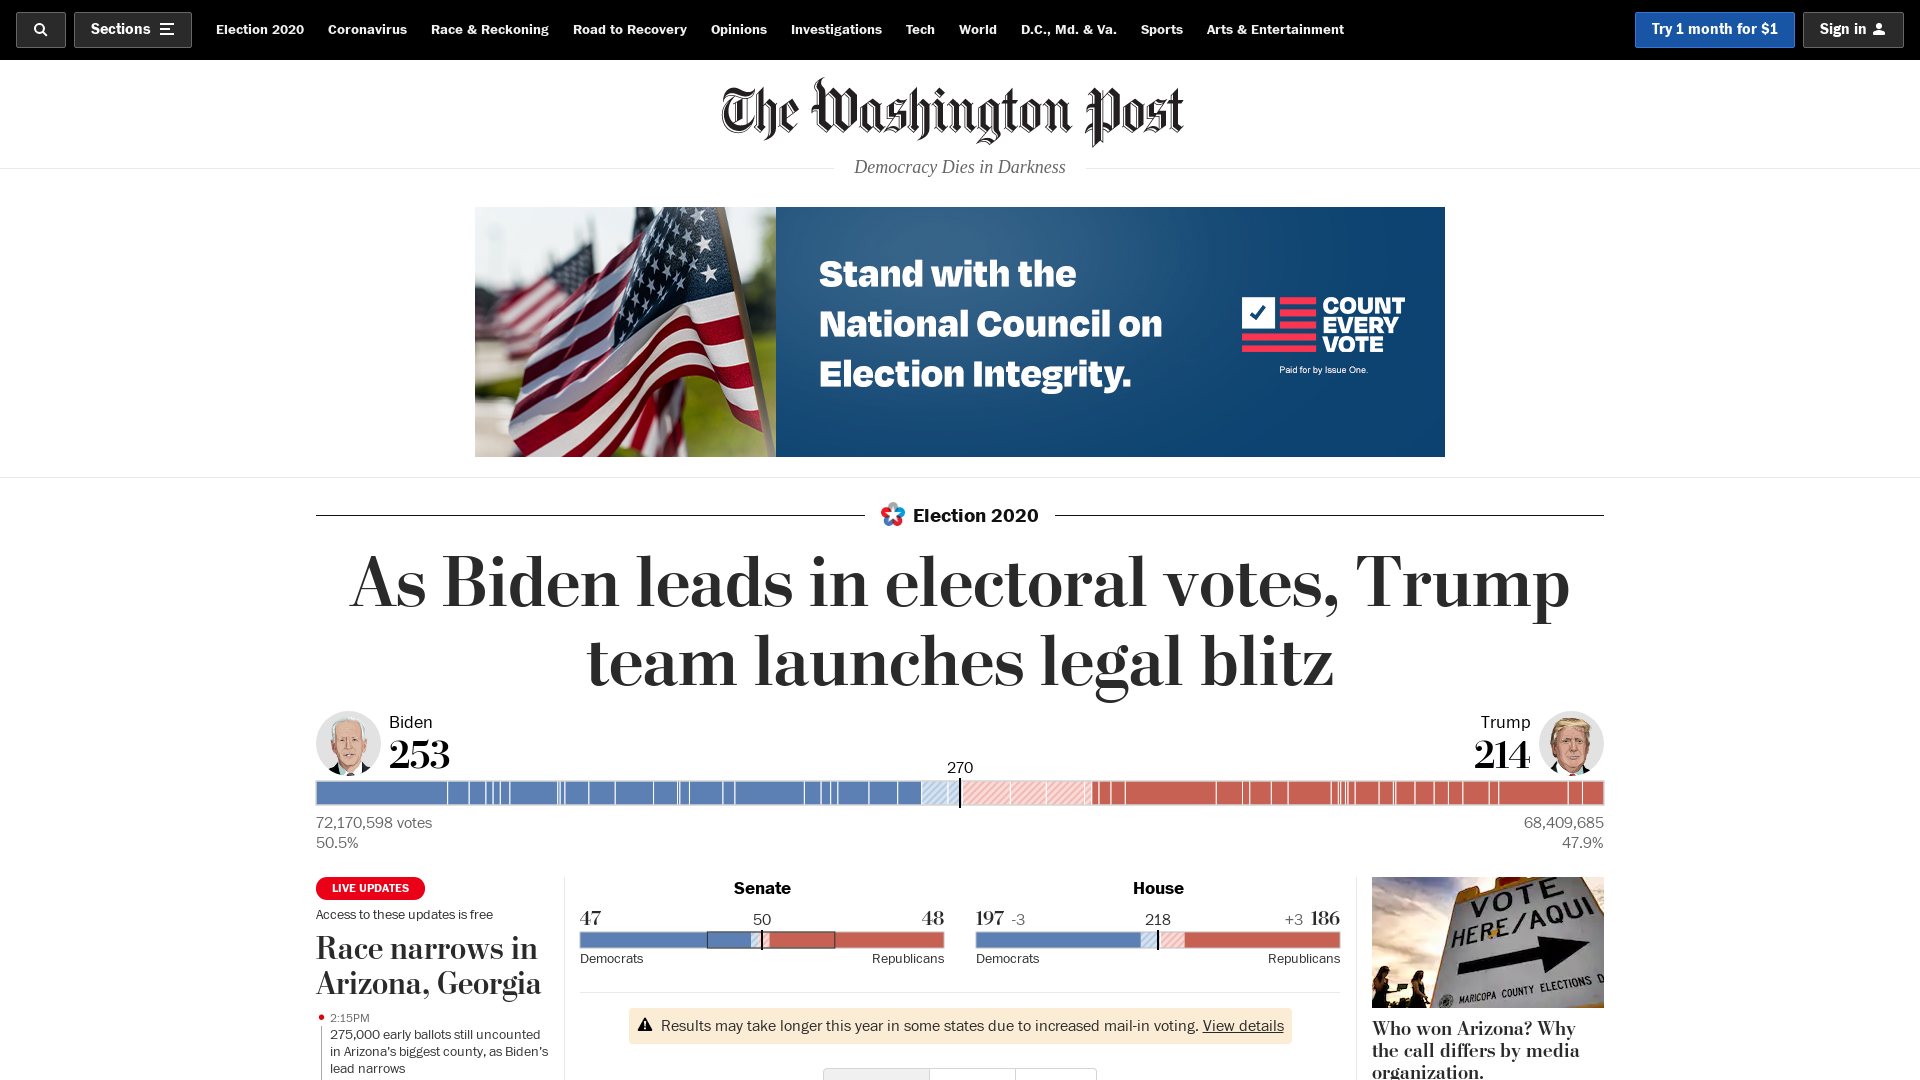 Sections
Election 2020 Coronavirus Race & Reckoning Road to Recovery Opinions Investigations Tech World D.C., Md. & Va. Sports Arts & Entertainment
Try 1 month for $1
Sign in
The Washington Post
Democracy Dies in Darkness
Stand with the
National Council on
Election Integrity.
COUNT
EVERY
VOTE
Paid for by Issue One.
Election 2020
As Biden leads in electoral votes, Trump
team launches legal blitz
Biden
253
Trump
214
270
72,170,598 votes
50.5%
68,409,685
47.9%
LIVE UPDATES
Access to these updates is free
Race narrows in
Arizona, Georgia
2:15PM
275,000 early ballots still uncounted
in Arizona's biggest county, as Biden's
lead narrows
Senate
47 50 48
Democrats Republicans
House
197 -3 218 +3 186
Democrats Republicans
Results may take longer this year in some states due to increased mail-in voting. View details
VOTE
HERE/AQUI
MARICOPA COUNTY ELECTIONS D
Who won Arizona? Why
the call differs by media
organization.